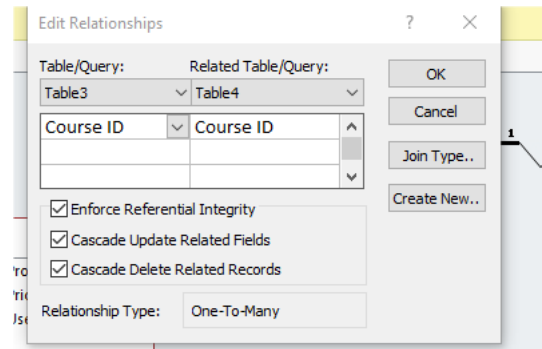 Edit Relationships ? ×
Table/Query: Related Table/Query:
Table3 Table4
Course ID Course ID
Enforce Referential Integrity
Cascade Update Related Fields
Cascade Delete Related Records
Relationship Type: One-To-Many
OK
Cancel
Join Type..
Create New..
1